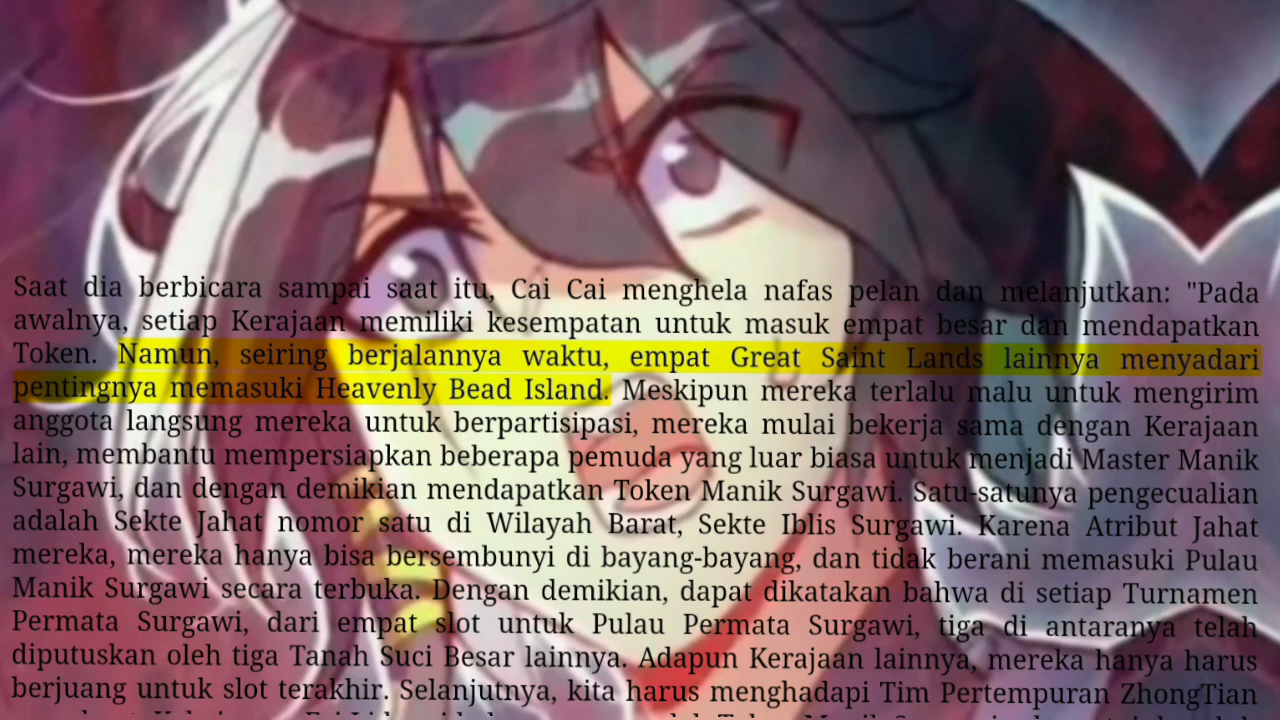 Saat dia berbicara sampai saat itu, Cai Cai menghela nafas pelan dan melanjutkan: "Pada
awalnya, setiap Kerajaan memiliki kesempatan untuk masuk empat besar dan mendapatkan
Token. Namun, seiring berjalannya waktu, empat Great Saint Lands lainnya menyadari
pentingnya memasuki Heavenly Bead Island. Meskipun mereka terlalu malu untuk mengirim
anggota langsung mereka untuk berpartisipasi, mereka mulai bekerja sama dengan Kerajaan
lain, membantu mempersiapkan beberapa pemuda yang luar biasa untuk menjadi Master Manik
Surgawi, dan dengan demikian mendapatkan Token Manik Surgawi. Satu-satunya pengecualian
adalah Sekte Jahat nomor satu di Wilayah Barat, Sekte Iblis Surgawi. Karena Atribut Jahat
mereka, mereka hanya bisa bersembunyi di bayang-bayang, dan tidak berani memasuki Pulau
Manik Surgawi secara terbuka. Dengan demikian, dapat dikatakan bahwa di setiap Turnamen
Permata Surgawi, dari empat slot untuk Pulau Permata Surgawi, tiga di antaranya telah
diputuskan oleh tiga Tanah Suci Besar lainnya. Adapun Kerajaan lainnya, mereka hanya harus
berjuang untuk slot terakhir. Selanjutnya, kita harus menghadapi Tim Pertempuran ZhongTian